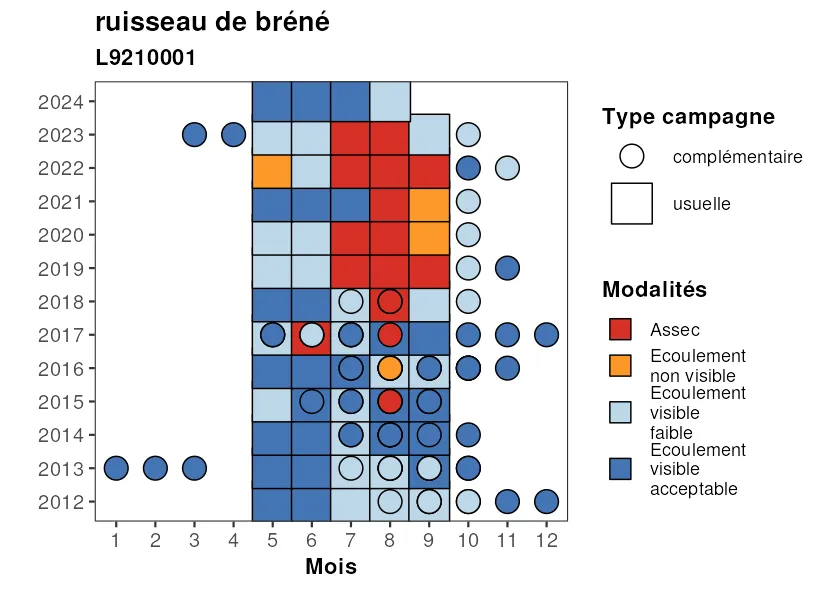 ruisseau de bréné
L9210001
2024
2023
2022
2021
2020
2019
2018
2017
2016
2015
2014
2013
2012
1 2 3 4 5 6 7 8 9 10 11 12
Mois
Type campagne
complémentaire
usuelle
Modalités
Assec
Ecoulement
non visible
Ecoulement
visible
faible
Ecoulement
visible
acceptable